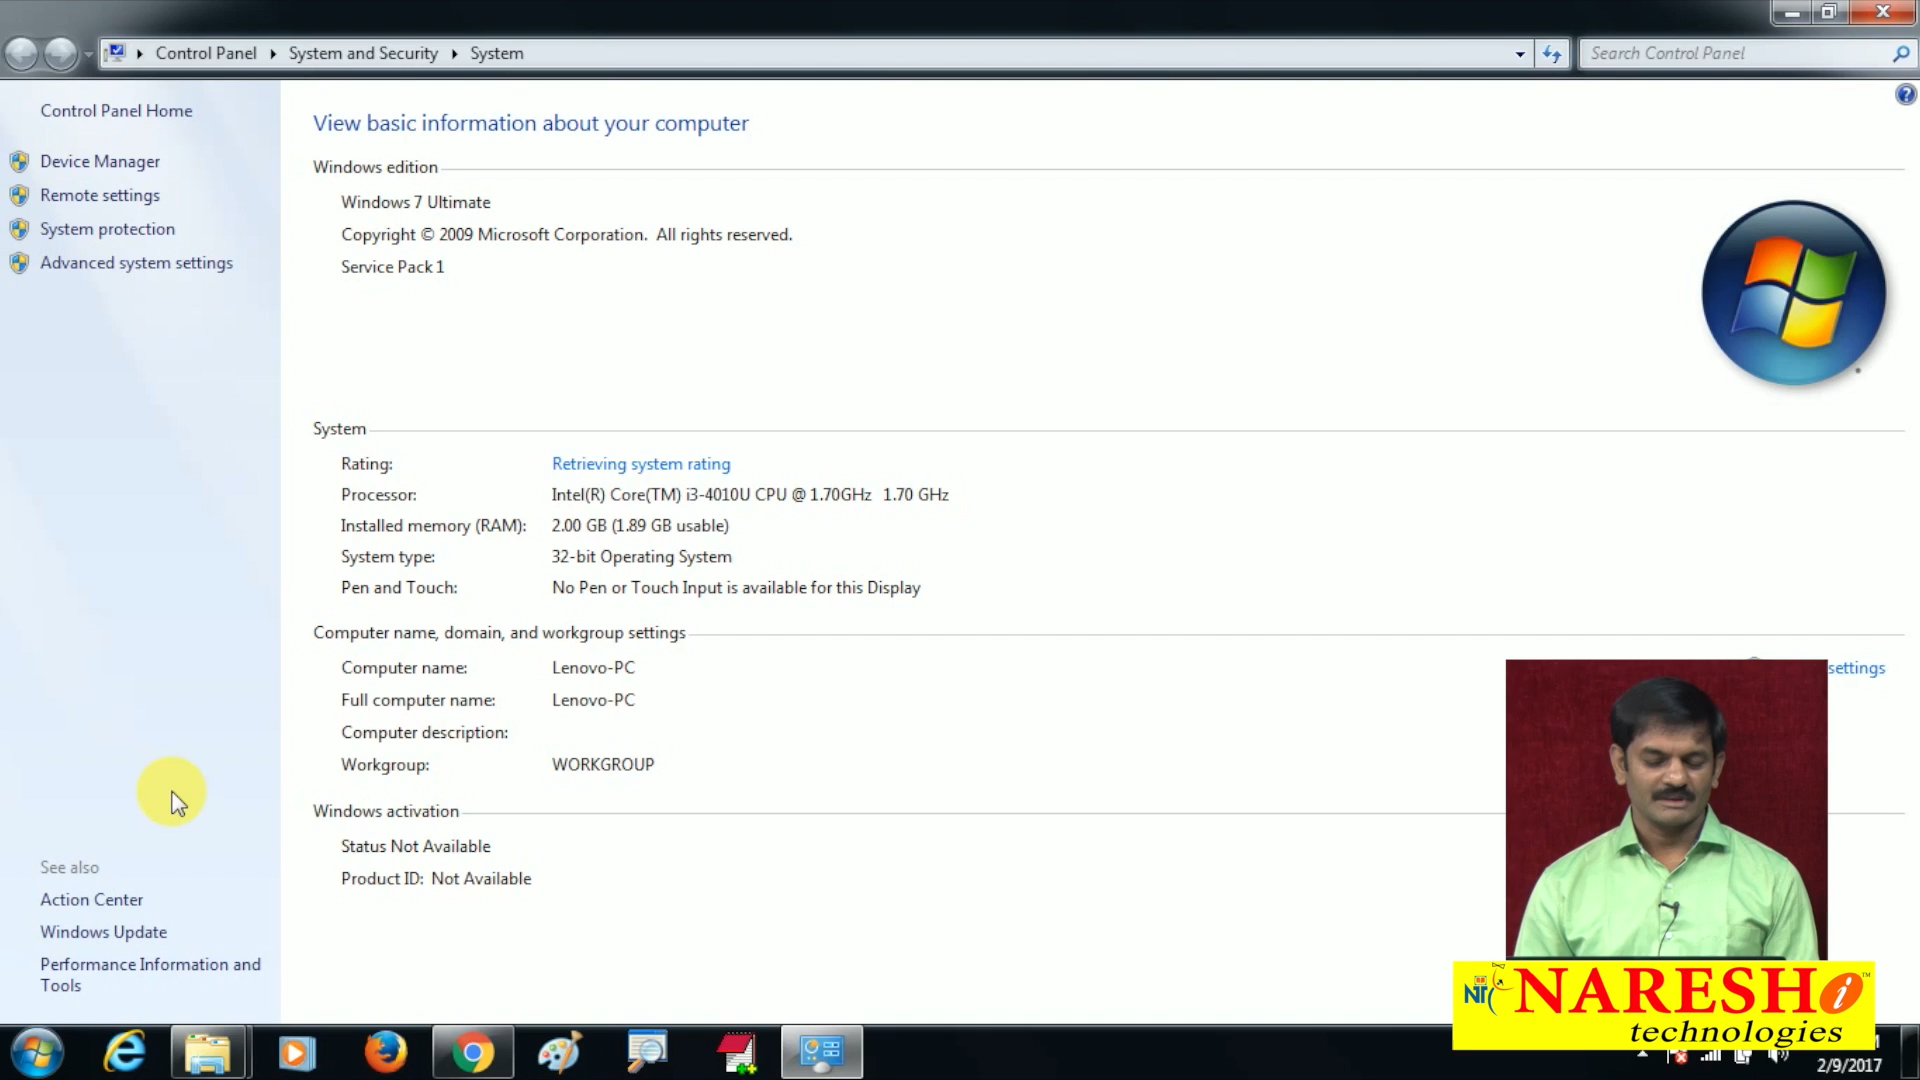 Control Panel
System and Security
System
Search Control Panel
Control Panel Home
Device Manager
Remote settings
System protection
Advanced system settings
See also
Action Center
Windows Update
Performance Information and
Tools
View basic information about your computer
Windows edition
Windows 7 Ultimate
Copyright © 2009 Microsoft Corporation. All rights reserved.
Service Pack 1
System
Rating: Retrieving system rating
Processor: Intel(R) Core(TM) i3-4010U CPU @ 1.70GHz 1.70 GHz
Installed memory (RAM): 2.00 GB (1.89 GB usable)
System type: 32-bit Operating System
Pen and Touch: No Pen or Touch Input is available for this Display
Computer name, domain, and workgroup settings
Computer name: Lenovo-PC
settings
Full computer name: Lenovo-PC
Computer description:
Workgroup: WORKGROUP
Windows activation
Status Not Available
Product ID: Not Available
NARESH i ™
technologies
2/9/2017